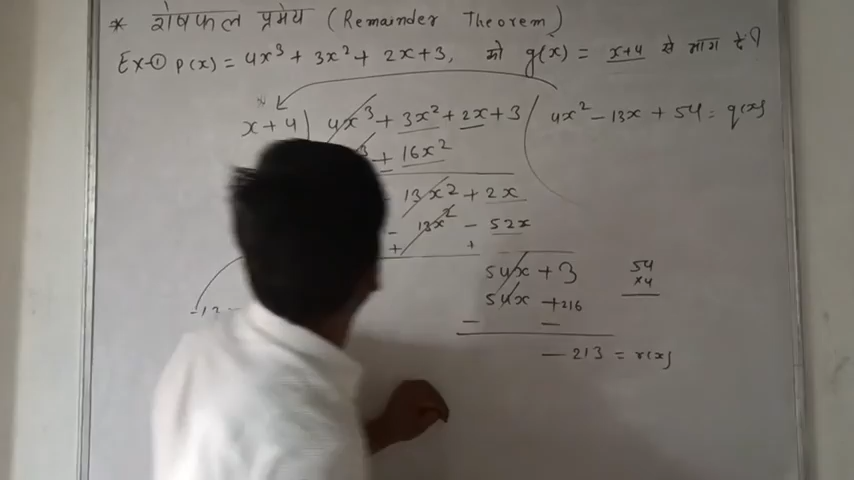 * शेषफल प्रमेय (Remainder Theorem)
Ex-① p(x) = 4x³ + 3x² + 2x + 3, को g(x) = x+4 से भाग दें।
x + 4 ) 4x³ + 3x² + 2x + 3 ( 4x² - 13x + 54 = q(x)
³ + 16x²
- 13x² + 2x
- 13x² - 52x
+ +
54x + 3
54x + 216
- -
- 213 = r(x)
54
×4